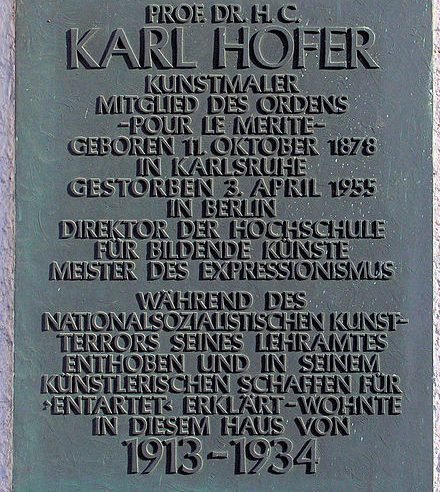 PROF. DR. H. C.
KARL HOFER
KUNSTMALER
MITGLIED DES ORDENS
–POUR LE MERITE–
GEBOREN 11. OKTOBER 1878
IN KARLSRUHE
GESTORBEN 3. APRIL 1955
IN BERLIN
DIREKTOR DER HOCHSCHULE
FÜR BILDENDE KÜNSTE
MEISTER DES EXPRESSIONISMUS
WÄHREND DES
NATIONALSOZIALISTISCHEN KUNST-
TERRORS SEINES LEHRAMTES
ENTHOBEN UND IN SEINEM
KÜNSTLERISCHEN SCHAFFEN FÜR
›ENTARTET‹ ERKLÄRT–WOHNTE
IN DIESEM HAUS VON
1913–1934